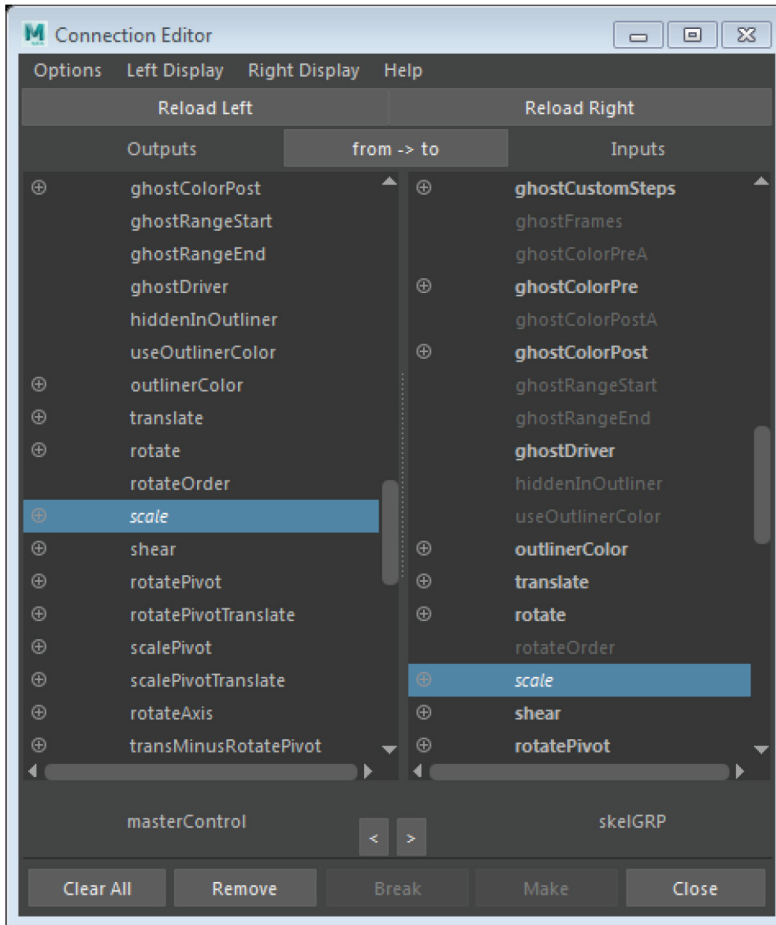 M Connection Editor
Options Left Display Right Display Help
Reload Left Reload Right
Outputs from -> to Inputs
ghostColorPost
ghostRangeStart
ghostRangeEnd
ghostDriver
hiddenInOutliner
useOutlinerColor
outlinerColor
translate
rotate
rotateOrder
scale
shear
rotatePivot
rotatePivotTranslate
scalePivot
scalePivotTranslate
rotateAxis
transMinusRotatePivot
ghostCustomSteps
ghostFrames
ghostColorPreA
ghostColorPre
ghostColorPostA
ghostColorPost
ghostRangeStart
ghostRangeEnd
ghostDriver
hiddenInOutliner
useOutlinerColor
outlinerColor
translate
rotate
rotateOrder
scale
shear
rotatePivot
masterControl < > skelGRP
Clear All Remove Break Make Close